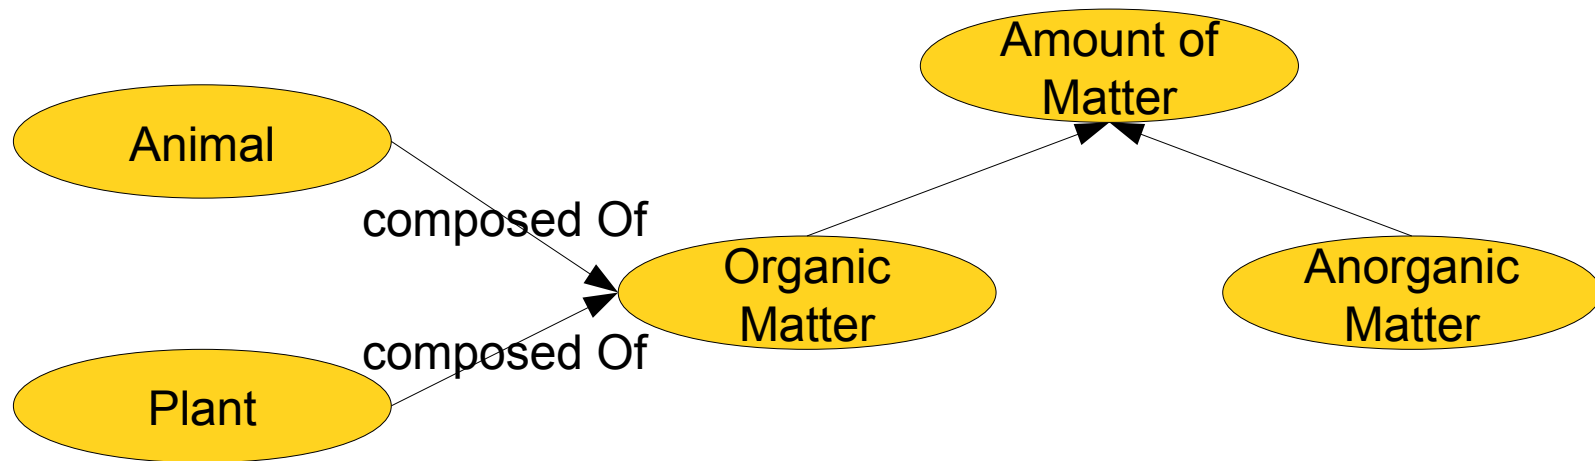 Amount of
Matter
Animal
composed Of
Organic
Matter
Anorganic
Matter
composed Of
Plant